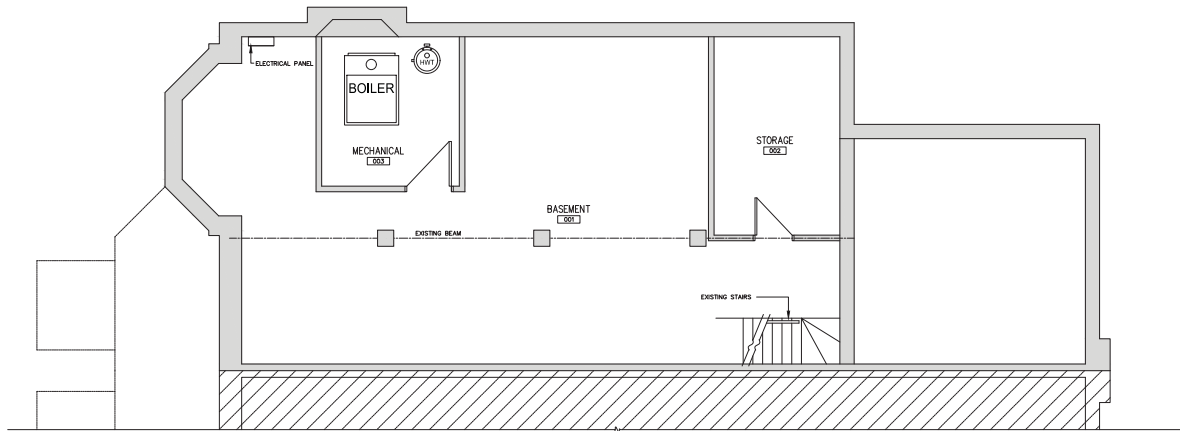 ELECTRICAL PANEL
HWT
BOILER
MECHANICAL
003
STORAGE
002
BASEMENT
001
EXISTING BEAM
EXISTING STAIRS